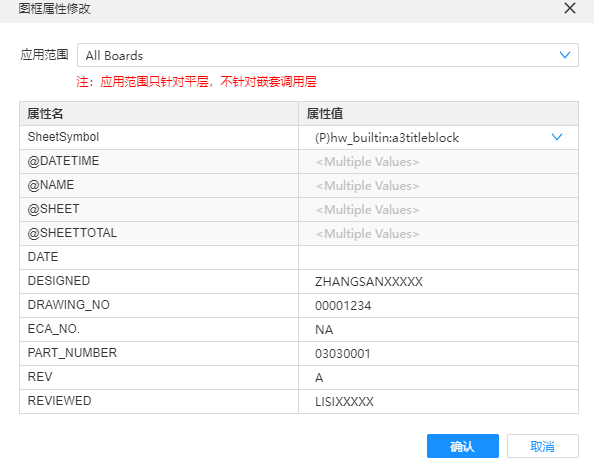 图框属性修改
应用范围 All Boards
注：应用范围只针对平层，不针对嵌套调用层
属性名 属性值
SheetSymbol (P)hw_builtin:a3titleblock
@DATETIME <Multiple Values>
@NAME <Multiple Values>
@SHEET <Multiple Values>
@SHEETTOTAL <Multiple Values>
DATE
DESIGNED ZHANGSANXXXXX
DRAWING_NO 00001234
ECA_NO. NA
PART_NUMBER 03030001
REV A
REVIEWED LISIXXXXX
确认 取消